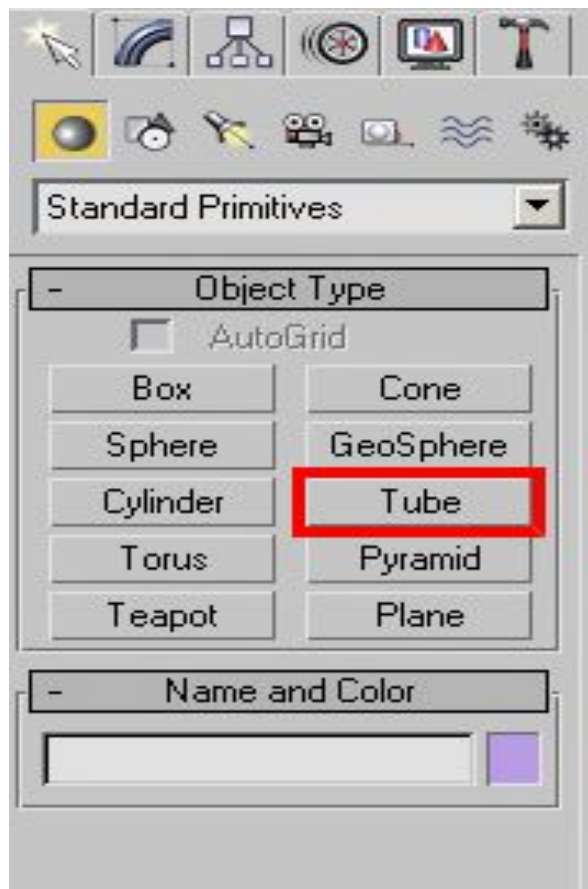 Standard Primitives
- Object Type
AutoGrid
Box Cone
Sphere GeoSphere
Cylinder Tube
Torus Pyramid
Teapot Plane
- Name and Color